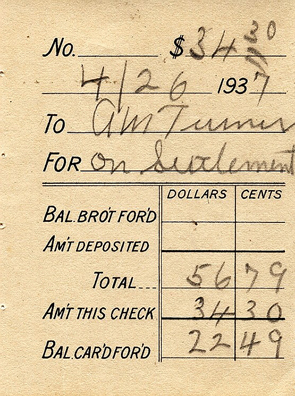 No. $34 30
4/26 1937
To A M Turner
For On Settlement
DOLLARS CENTS
BAL. BRO'T FOR'D
AM'T DEPOSITED
TOTAL... 56 79
AM'T THIS CHECK 34 30
BAL. CAR'D FOR'D 22 49